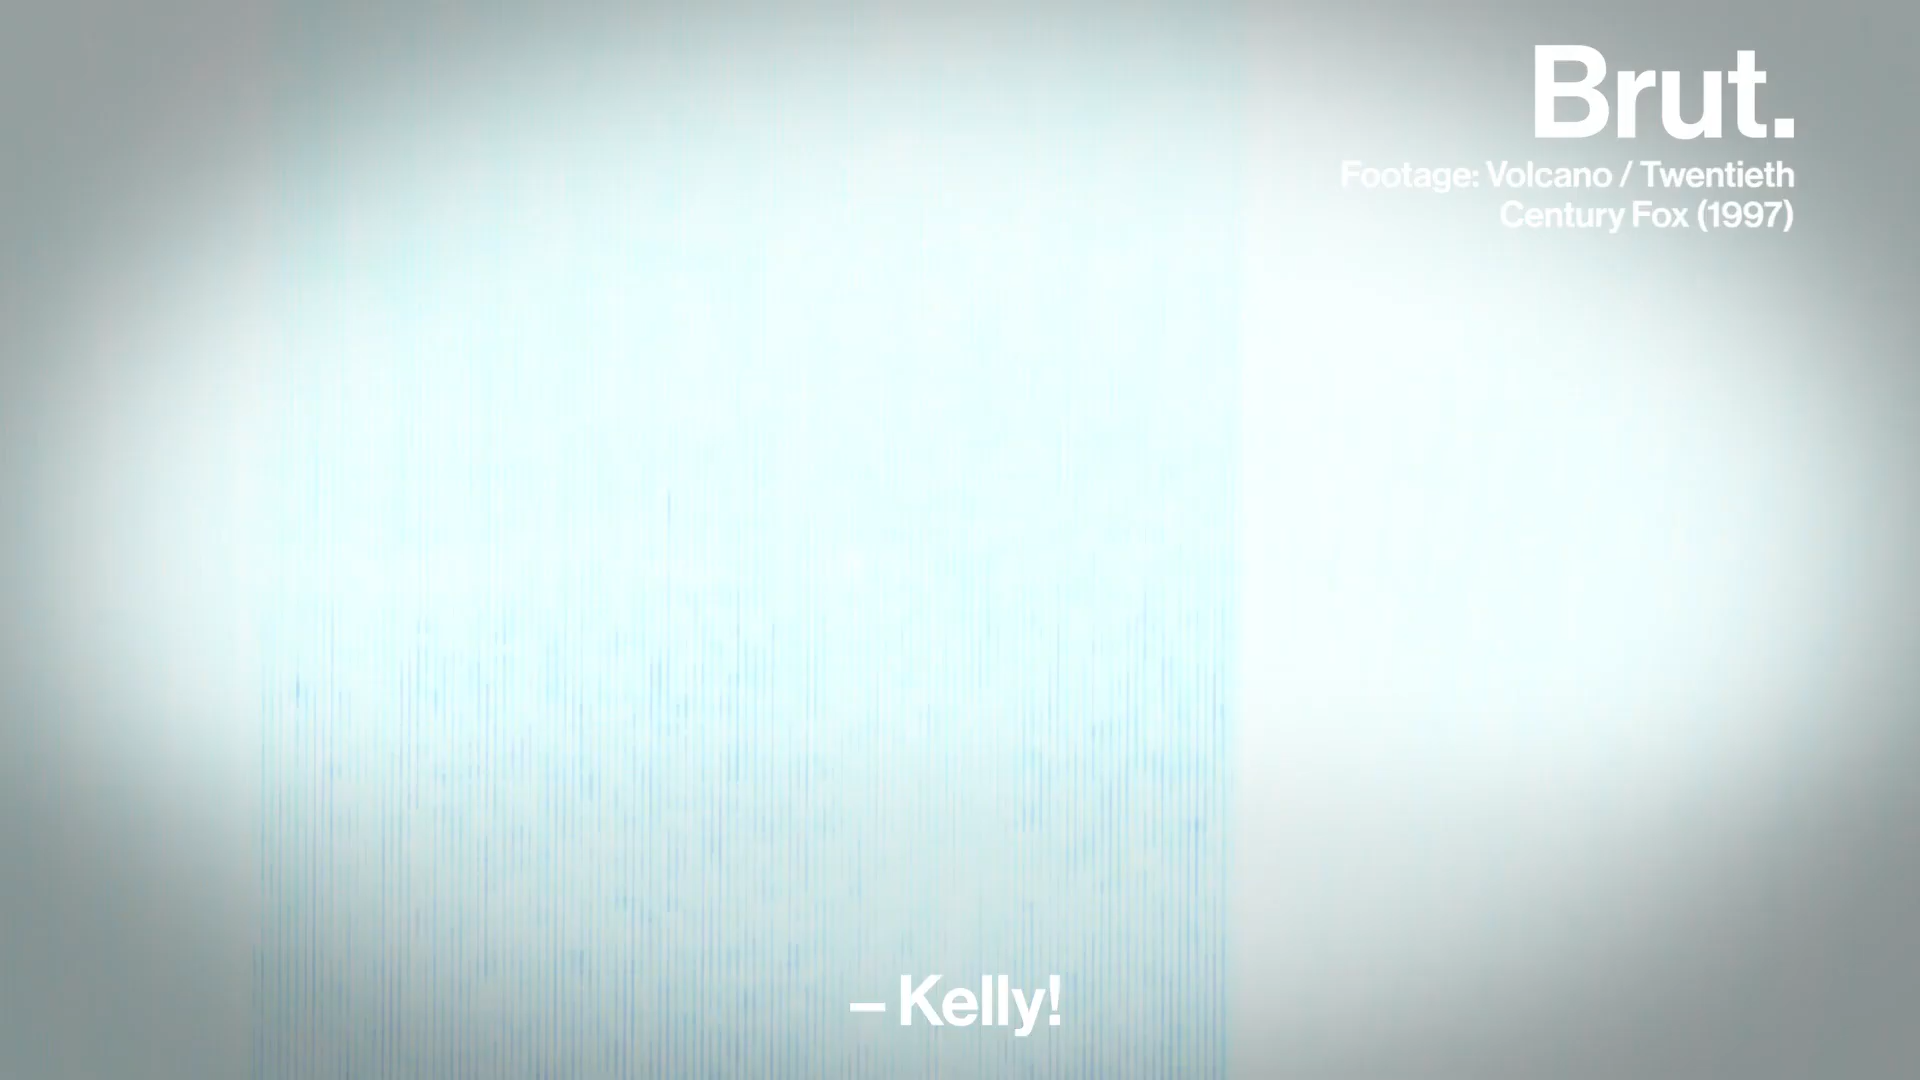 Brut.
Footage: Volcano / Twentieth
Century Fox (1997)
– Kelly!